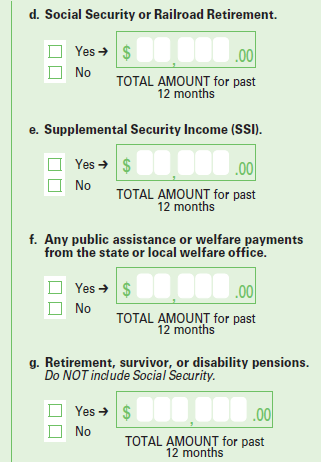 d. Social Security or Railroad Retirement.
Yes → $ , .00
No
TOTAL AMOUNT for past
12 months
e. Supplemental Security Income (SSI).
Yes → $ , .00
No
TOTAL AMOUNT for past
12 months
f. Any public assistance or welfare payments
from the state or local welfare office.
Yes → $ , .00
No
TOTAL AMOUNT for past
12 months
g. Retirement, survivor, or disability pensions.
Do NOT include Social Security.
Yes → $ , .00
No
TOTAL AMOUNT for past
12 months